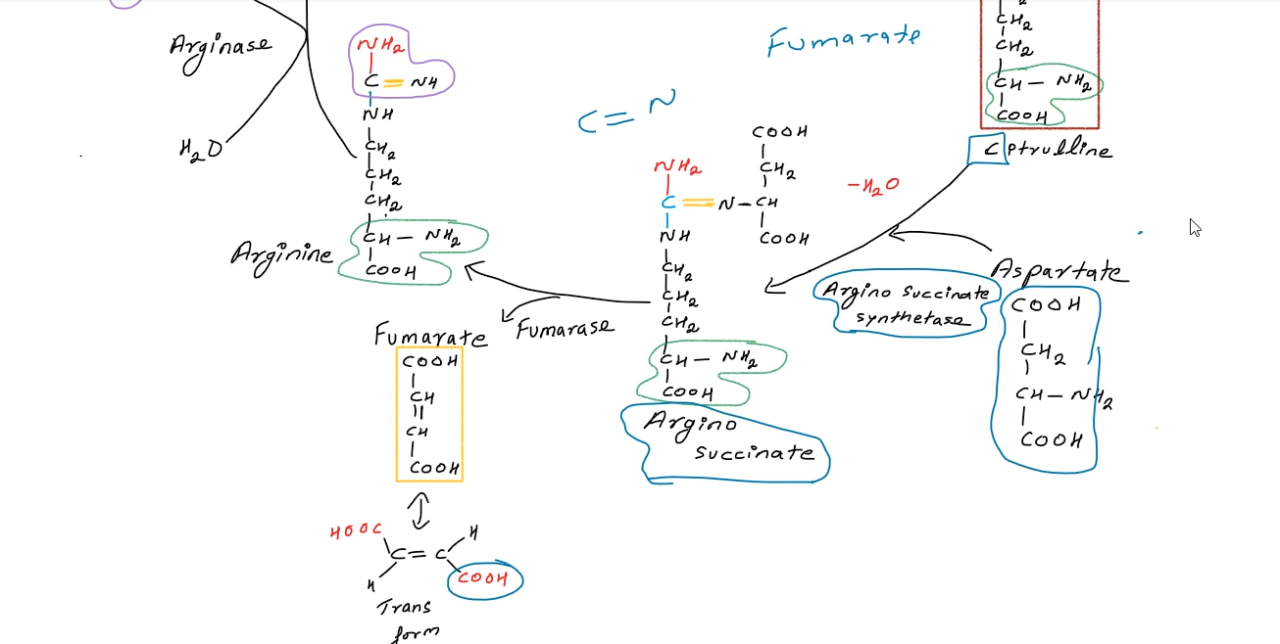 Arginase
H2O
NH2
C = NH
NH
CH2
CH2
CH2
CH — NH2
COOH
Arginine
Fumarase
Fumarate
COOH
CH
CH
COOH
HOOC
H
C = C
H
COOH
Trans
form
Fumarate
C = N
COOH
CH2
NH2
C = N — CH
COOH
NH
CH2
CH2
CH2
CH — NH2
COOH
Argino
succinate
CH2
CH2
CH — NH2
COOH
Cptrulline
-H2O
Argino succinate
synthetase
Aspartate
COOH
CH2
CH — NH2
COOH